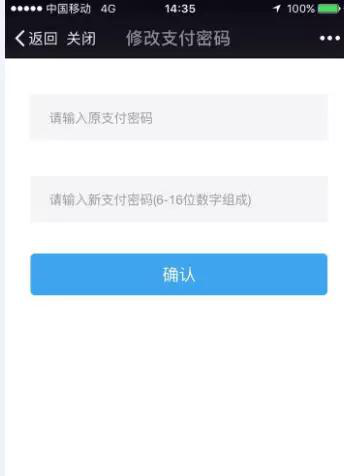 中国移动 4G 14:35 100%
返回 关闭 修改支付密码
请输入原支付密码
请输入新支付密码(6-16位数字组成)
确认